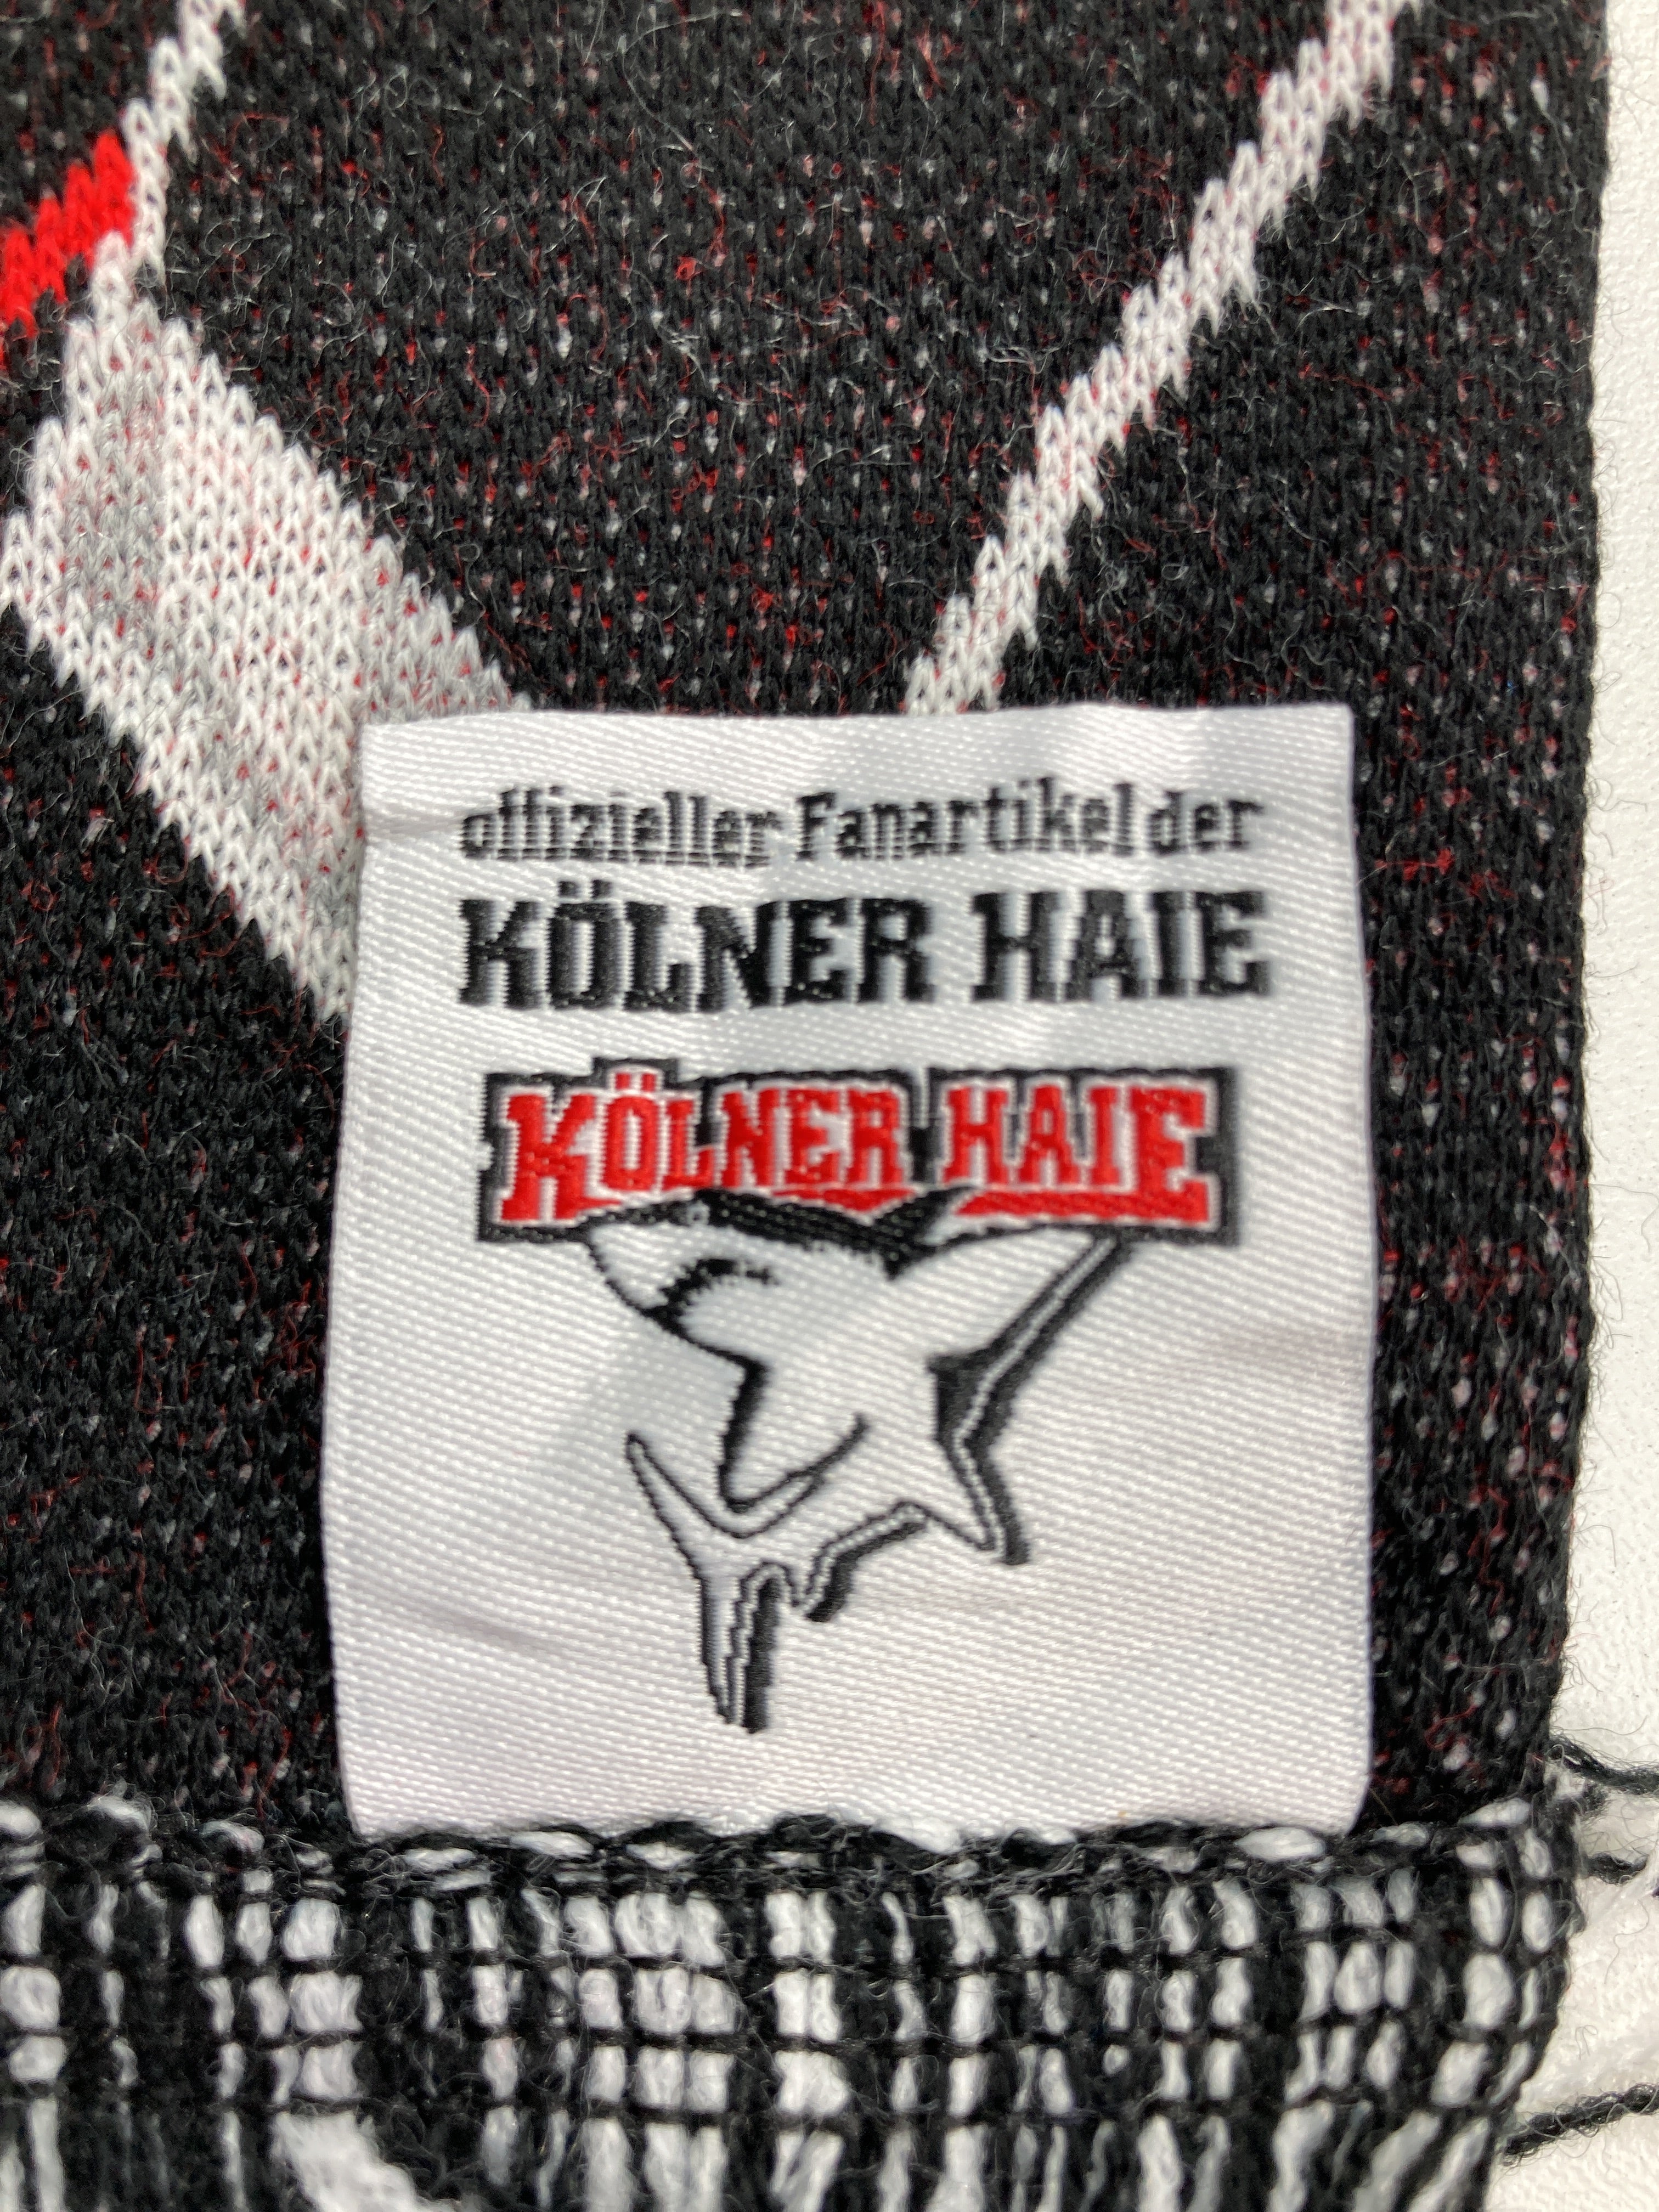 offizieller Fanartikel der
KÖLNER HAIE
KÖLNER HAIE